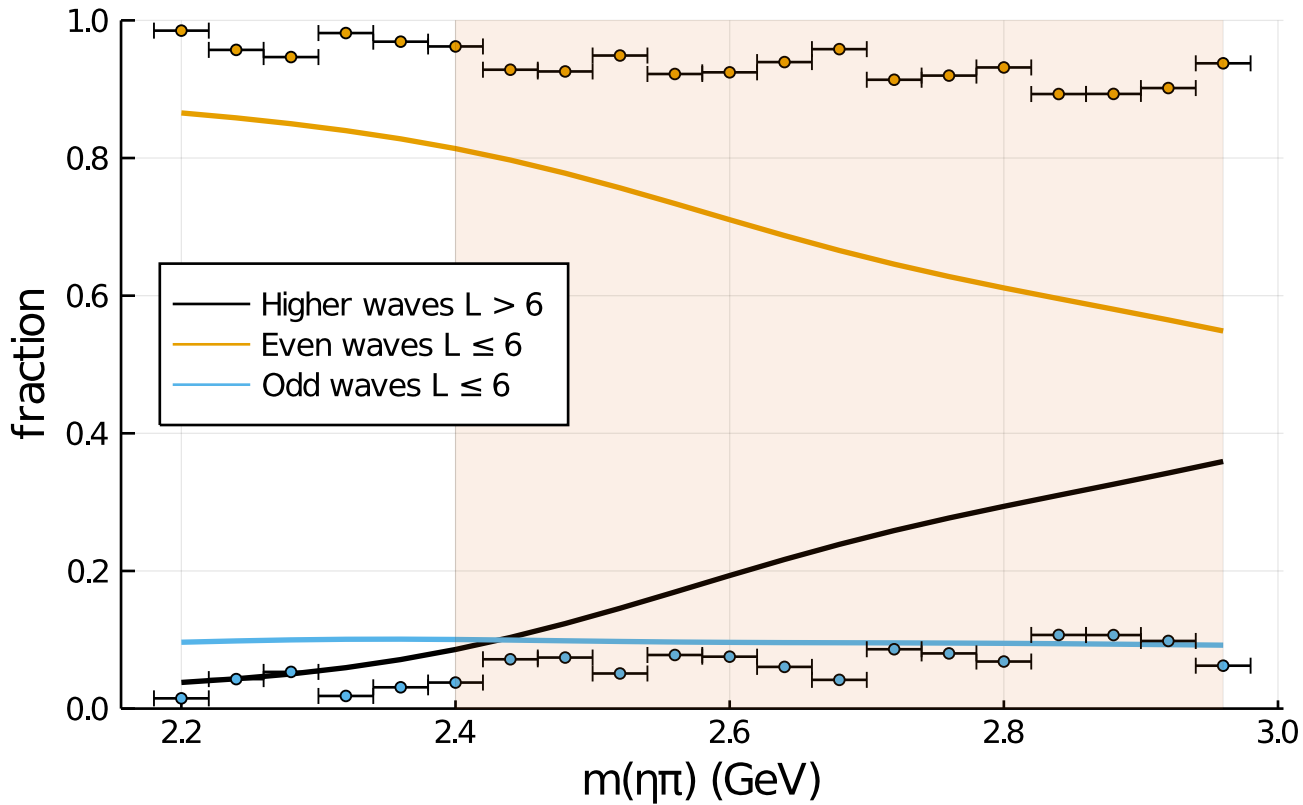 1.0
0.8
0.6
0.4
0.2
0.0
fraction
Higher waves L > 6
Even waves L ≤ 6
Odd waves L ≤ 6
2.2 2.4 2.6 2.8 3.0
m(ηπ) (GeV)